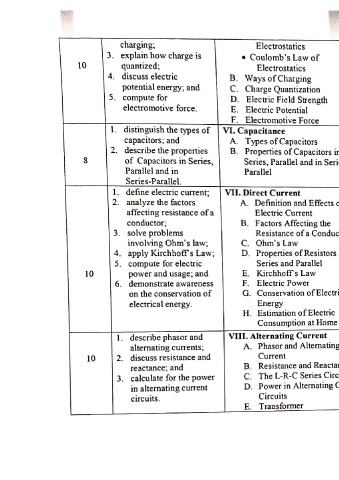 charging;
3. explain how charge is
quantized;
4. discuss electric
potential energy; and
5. compute for
electromotive force.
10
Electrostatics
• Coulomb's Law of
Electrostatics
B. Ways of Charging
C. Charge Quantization
D. Electric Field Strength
E. Electric Potential
F. Electromotive Force
8
1. distinguish the types of
capacitors; and
2. describe the properties
of Capacitors in Series,
Parallel and in
Series-Parallel.
VI. Capacitance
A. Types of Capacitors
B. Properties of Capacitors in
Series, Parallel and in Seri
Parallel
10
1. define electric current;
2. analyze the factors
affecting resistance of a
conductor;
3. solve problems
involving Ohm's law;
4. apply Kirchhoff's law;
5. compute for electric
power and usage; and
6. demonstrate awareness
on the conservation of
electrical energy.
VII. Direct Current
A. Definition and Effects o
Electric Current
B. Factors Affecting the
Resistance of a Conduc
C. Ohm's Law
D. Properties of Resistors
Series and Parallel
E. Kirchhoff's Law
F. Electric Power
G. Conservation of Electri
Energy
H. Estimation of Electric
Consumption at Home
10
1. describe phasor and
alternating currents;
2. discuss resistance and
reactance; and
3. calculate for the power
in alternating current
circuits.
VIII. Alternating Current
A. Phasor and Alternating
Current
B. Resistance and Reacta
C. The L-R-C Series Circ
D. Power in Alternating C
Circuits
E. Transformer